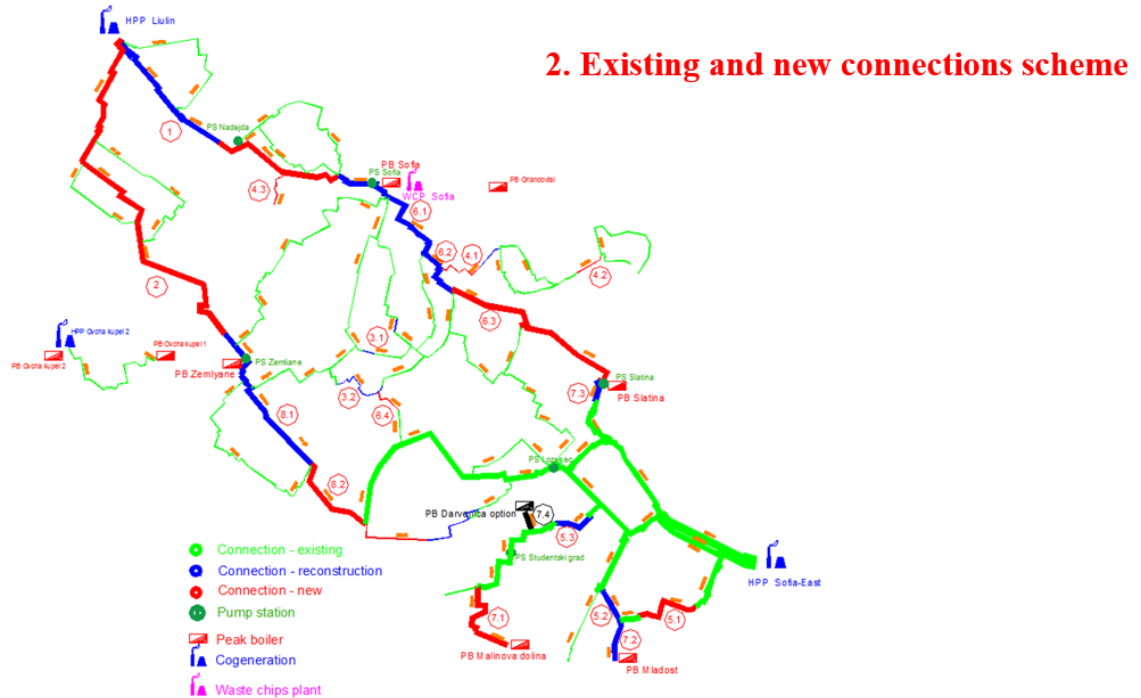 HPP Liulin
2. Existing and new connections scheme
PS Nadejda
1
4.3
PS Sofia
PB Sofia
WCP Sofia
PB Orlandovtsi
6.1
6.2
4.1
4.2
2
6.3
3.1
HPP Ovcha kupel 2
PB Ovcha kupel 2
PB Ovcha kupel 1
PB Zemlyane
PS Zemliane
3.2
6.4
7.3
PS Slatina
PB Slatina
8.1
8.2
PB Darvenica option
7.4
5.3
PS Studentski grad
HPP Sofia-East
7.1
PB Malinova dolina
5.2
7.2
5.1
PB Mladost
Connection - existing
Connection - reconstruction
Connection - new
Pump station
Peak boiler
Cogeneration
Waste chips plant